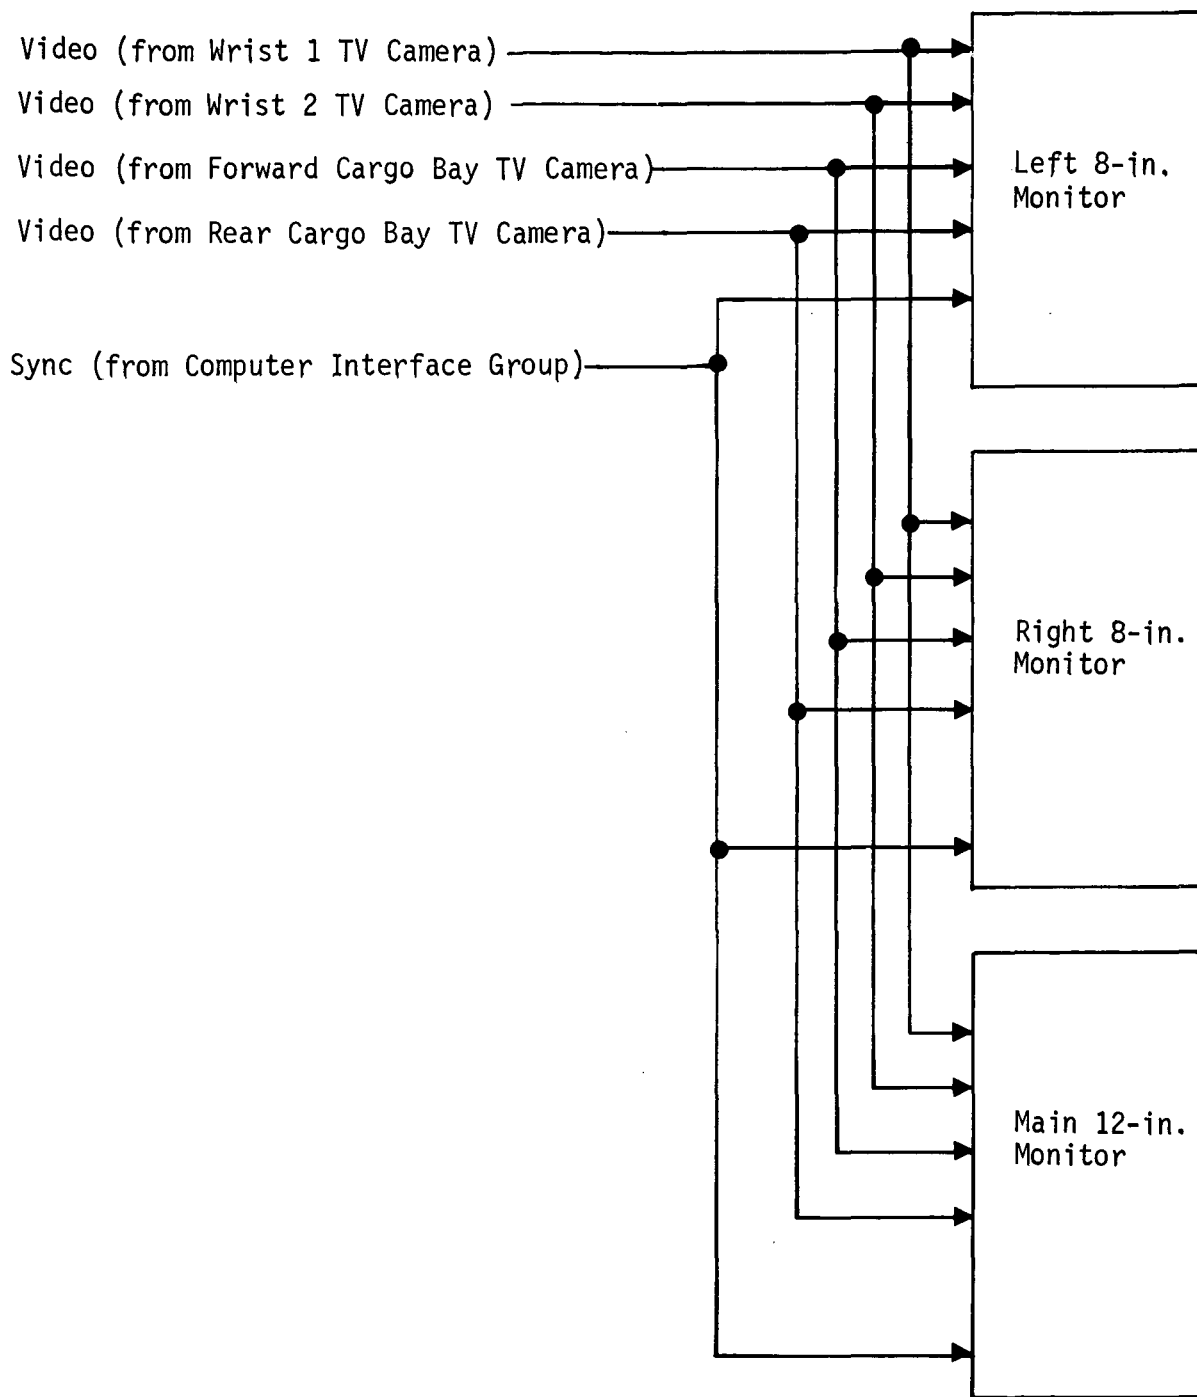 Video (from Wrist 1 TV Camera)
Video (from Wrist 2 TV Camera)
Video (from Forward Cargo Bay TV Camera)
Video (from Rear Cargo Bay TV Camera)
Sync (from Computer Interface Group)
Left 8-in.
Monitor
Right 8-in.
Monitor
Main 12-in.
Monitor